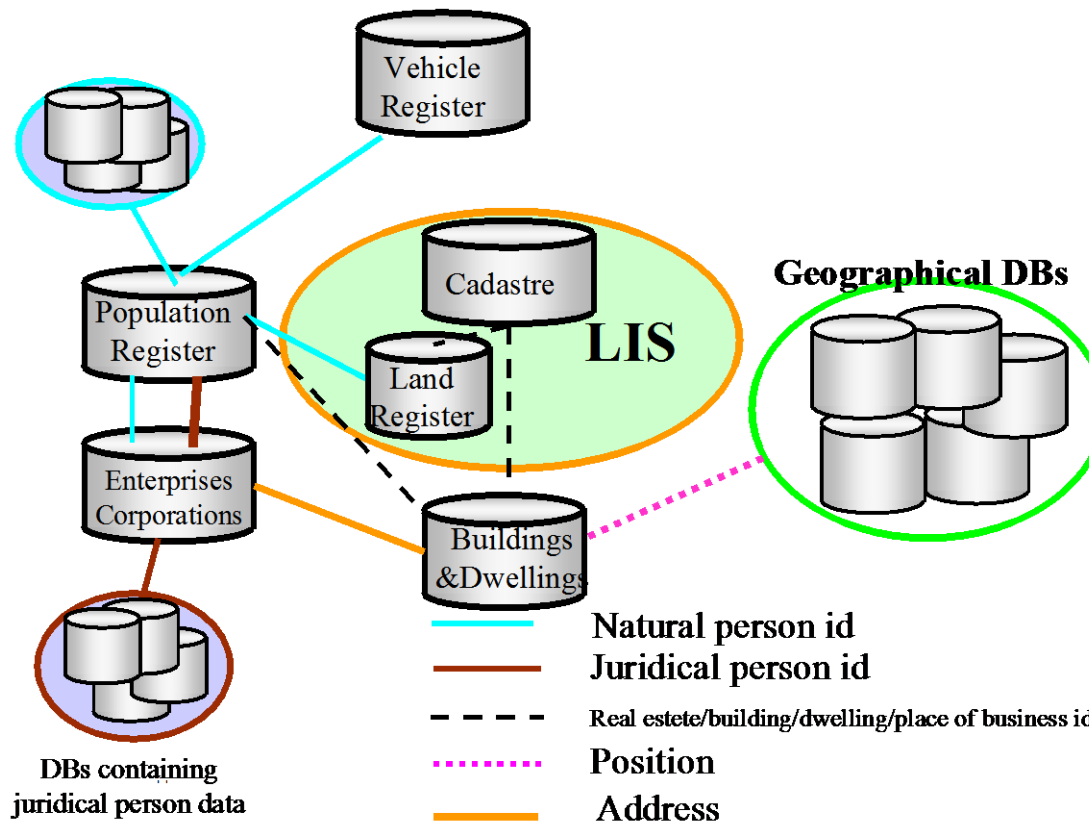 Vehicle
Register
Cadastre
Geographical DBs
Population
Register
LIS
Land
Register
Enterprises
Corporations
Buildings
&Dwellings
Natural person id
Juridical person id
Real estete/building/dwelling/place of business id
Position
Address
DBs containing
juridical person data